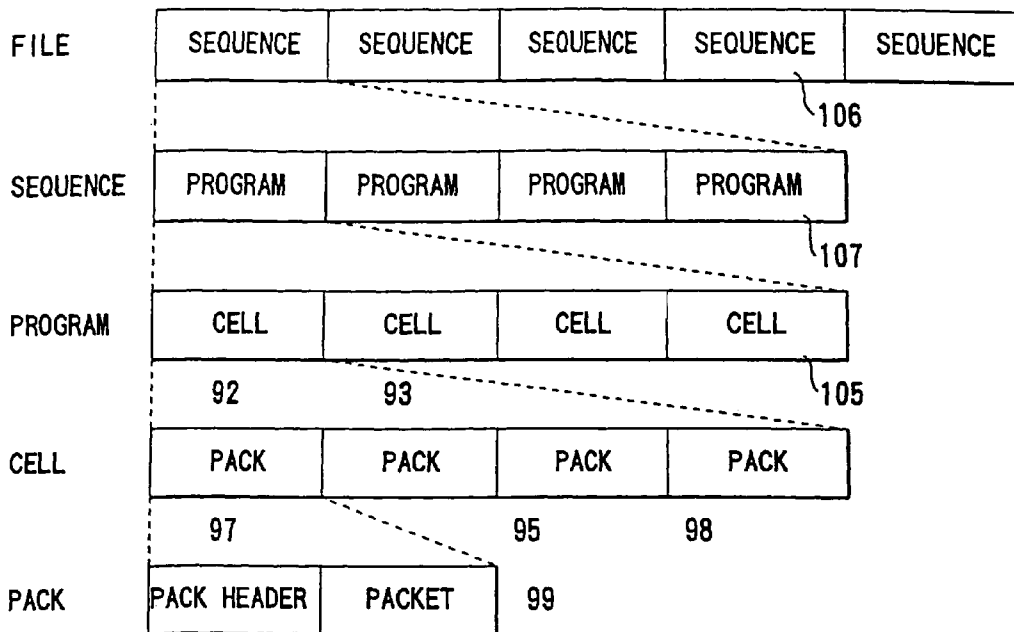 FILE SEQUENCE SEQUENCE SEQUENCE SEQUENCE SEQUENCE
106
SEQUENCE PROGRAM PROGRAM PROGRAM PROGRAM
107
PROGRAM CELL CELL CELL CELL
92 93 105
CELL PACK PACK PACK PACK
97 95 98
PACK PACK HEADER PACKET 99